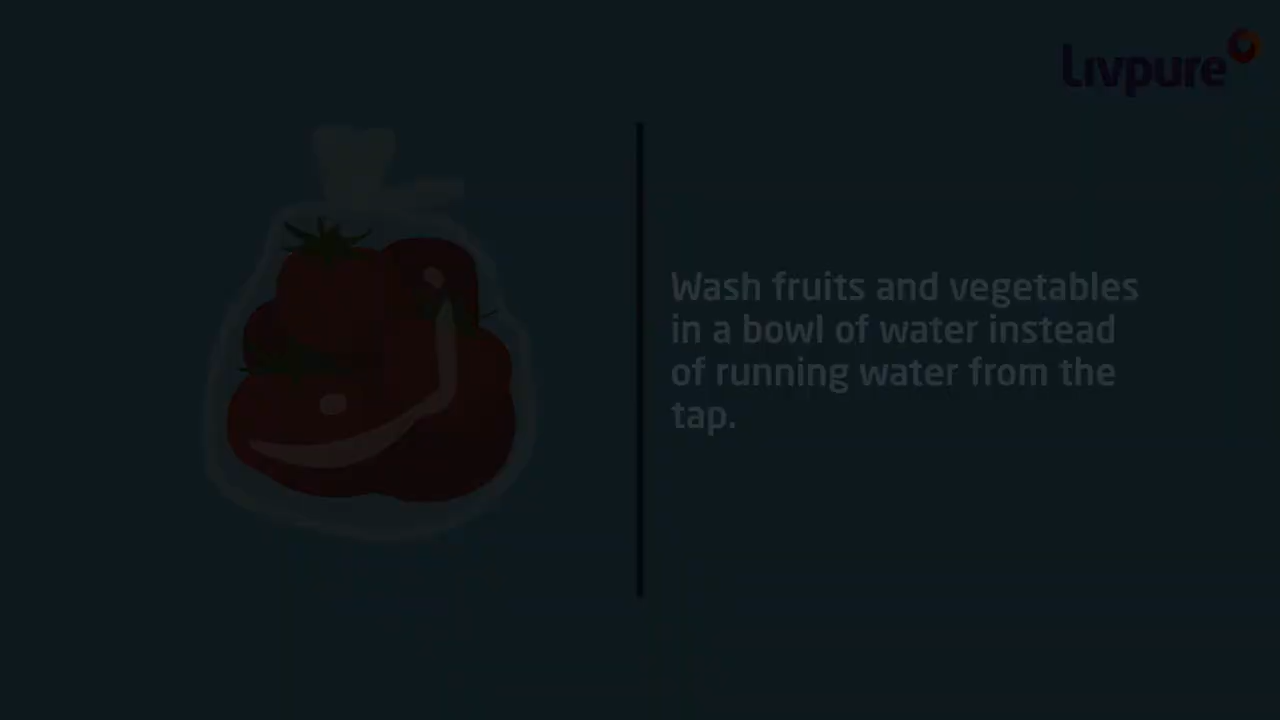 Livpure
Wash fruits and vegetables
in a bowl of water instead
of running water from the
tap.